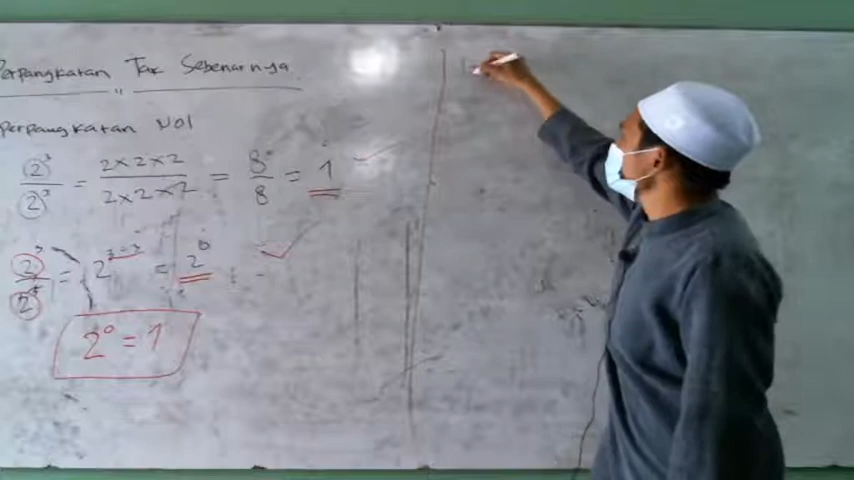 Perpangkatan Tak Sebenarnya
Perpangkatan Nol
2³/2³ = 2×2×2/2×2×2 = 8/8 = 1
2³/2³ = 2³⁻³ = 2⁰
2⁰ = 1